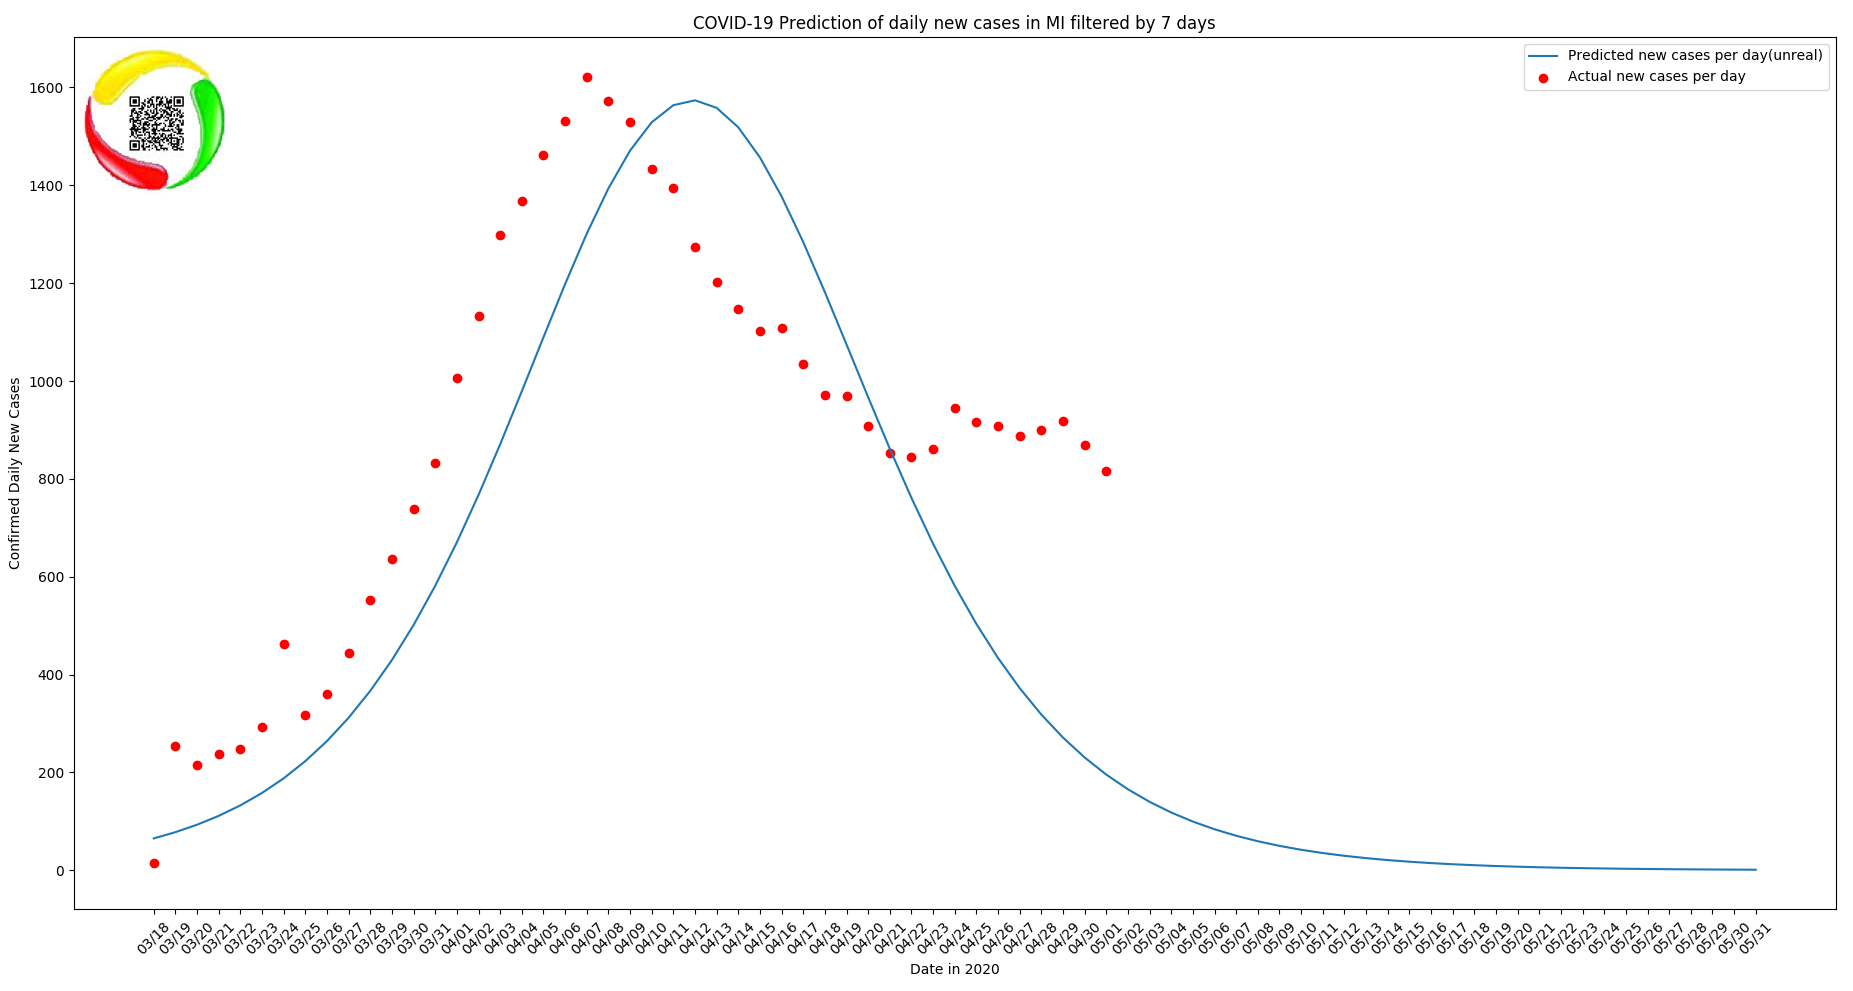 COVID-19 Prediction of daily new cases in MI filtered by 7 days
Predicted new cases per day(unreal)
Actual new cases per day
1600
1400
1200
1000
800
600
400
200
0
Confirmed Daily New Cases
03/18 03/19 03/20 03/21 03/22 03/23 03/24 03/25 03/26 03/27 03/28 03/29 03/30 03/31 04/01 04/02 04/03 04/04 04/05 04/06 04/07 04/08 04/09 04/10 04/11 04/12 04/13 04/14 04/15 04/16 04/17 04/18 04/19 04/20 04/21 04/22 04/23 04/24 04/25 04/26 04/27 04/28 04/29 04/30 05/01 05/02 05/03 05/04 05/05 05/06 05/07 05/08 05/09 05/10 05/11 05/12 05/13 05/14 05/15 05/16 05/17 05/18 05/19 05/20 05/21 05/22 05/23 05/24 05/25 05/26 05/27 05/28 05/29 05/30 05/31
Date in 2020